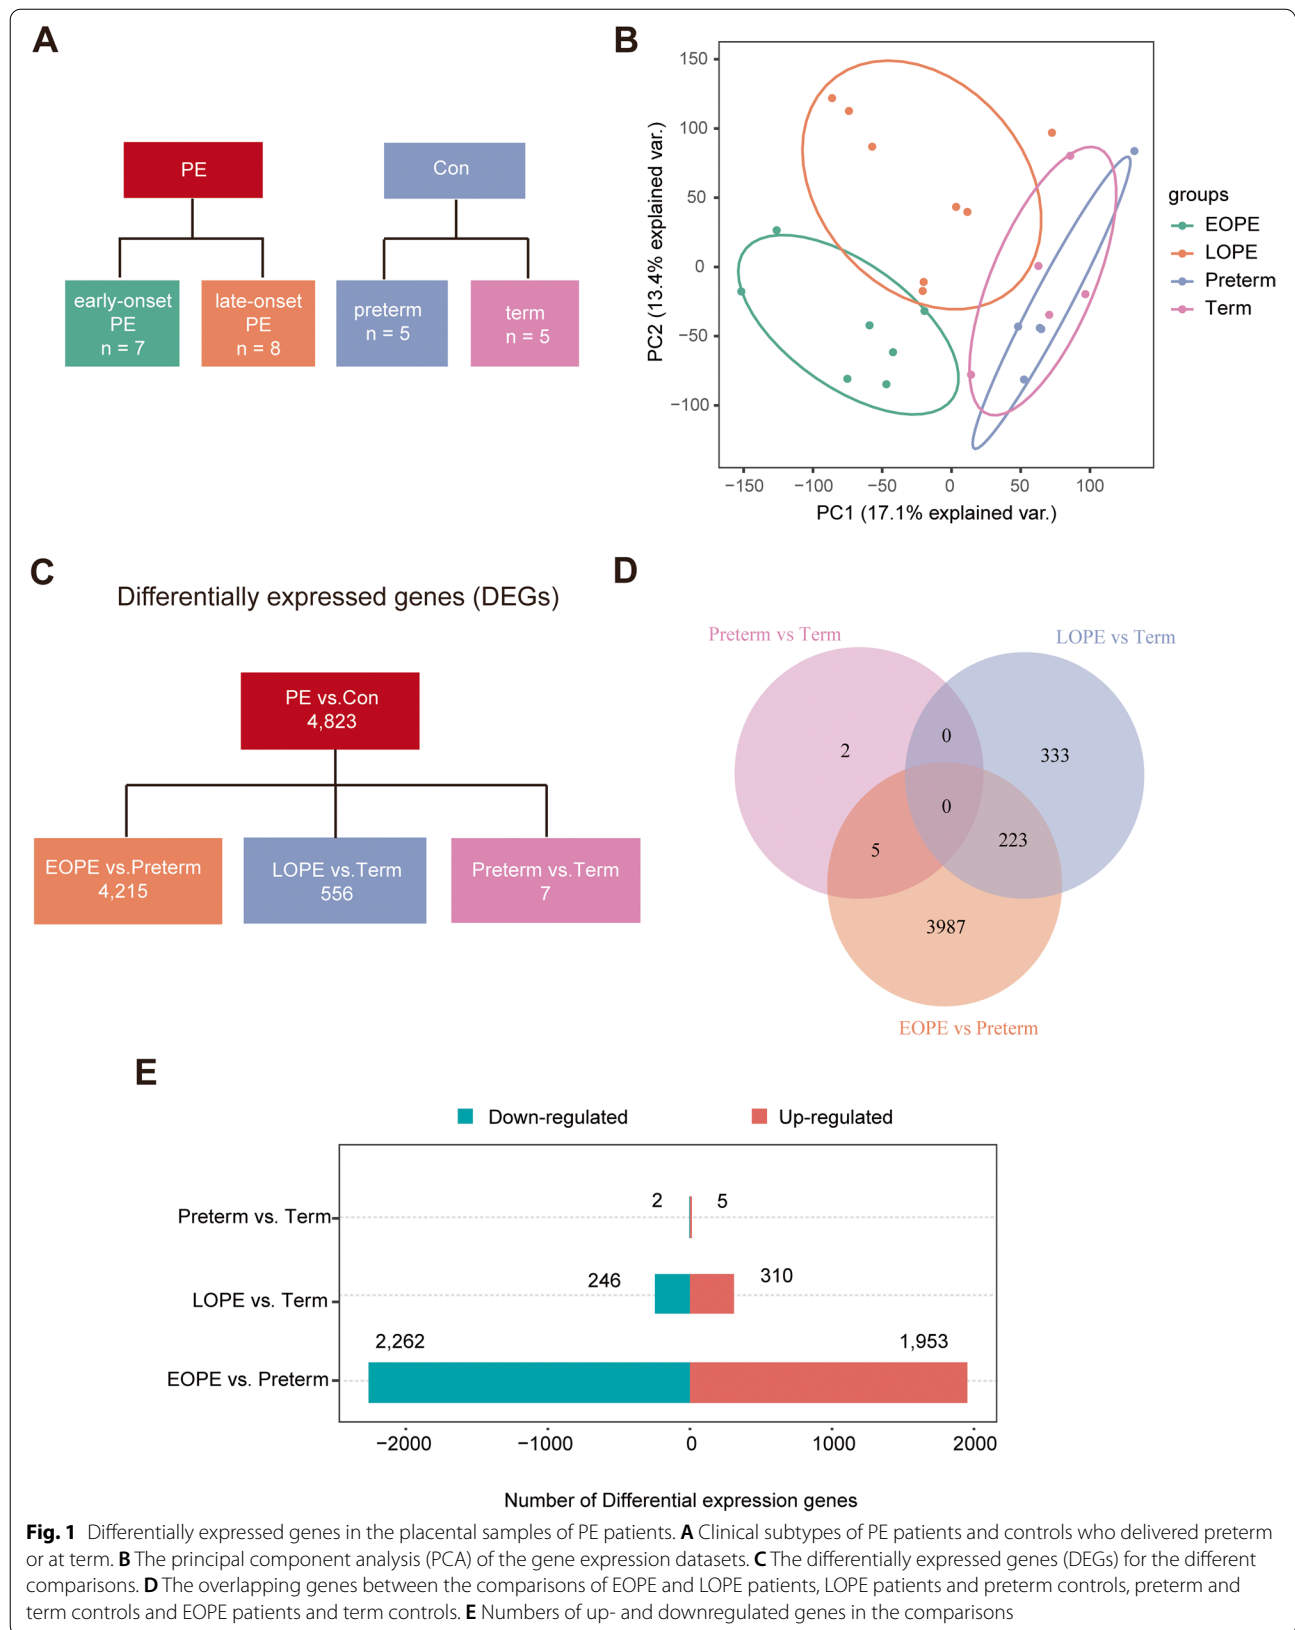 A
PE
Con
early-onset
PE
n = 7
late-onset
PE
n = 8
preterm
n = 5
term
n = 5
B
PC2 (13.4% explained var.)
150
100
50
0
−50
−100
−150
−100
−50
0
50
100
PC1 (17.1% explained var.)
groups
EOPE
LOPE
Preterm
Term
C
Differentially expressed genes (DEGs)
PE vs.Con
4,823
EOPE vs.Preterm
4,215
LOPE vs.Term
556
Preterm vs.Term
7
D
Preterm vs Term
LOPE vs Term
2
0
333
0
5
223
3987
EOPE vs Preterm
E
Down-regulated
Up-regulated
Preterm vs. Term
2
5
LOPE vs. Term
246
310
EOPE vs. Preterm
2,262
1,953
−2000
−1000
0
1000
2000
Number of Differential expression genes
Fig. 1 Differentially expressed genes in the placental samples of PE patients. A Clinical subtypes of PE patients and controls who delivered preterm
or at term. B The principal component analysis (PCA) of the gene expression datasets. C The differentially expressed genes (DEGs) for the different
comparisons. D The overlapping genes between the comparisons of EOPE and LOPE patients, LOPE patients and preterm controls, preterm and
term controls and EOPE patients and term controls. E Numbers of up- and downregulated genes in the comparisons